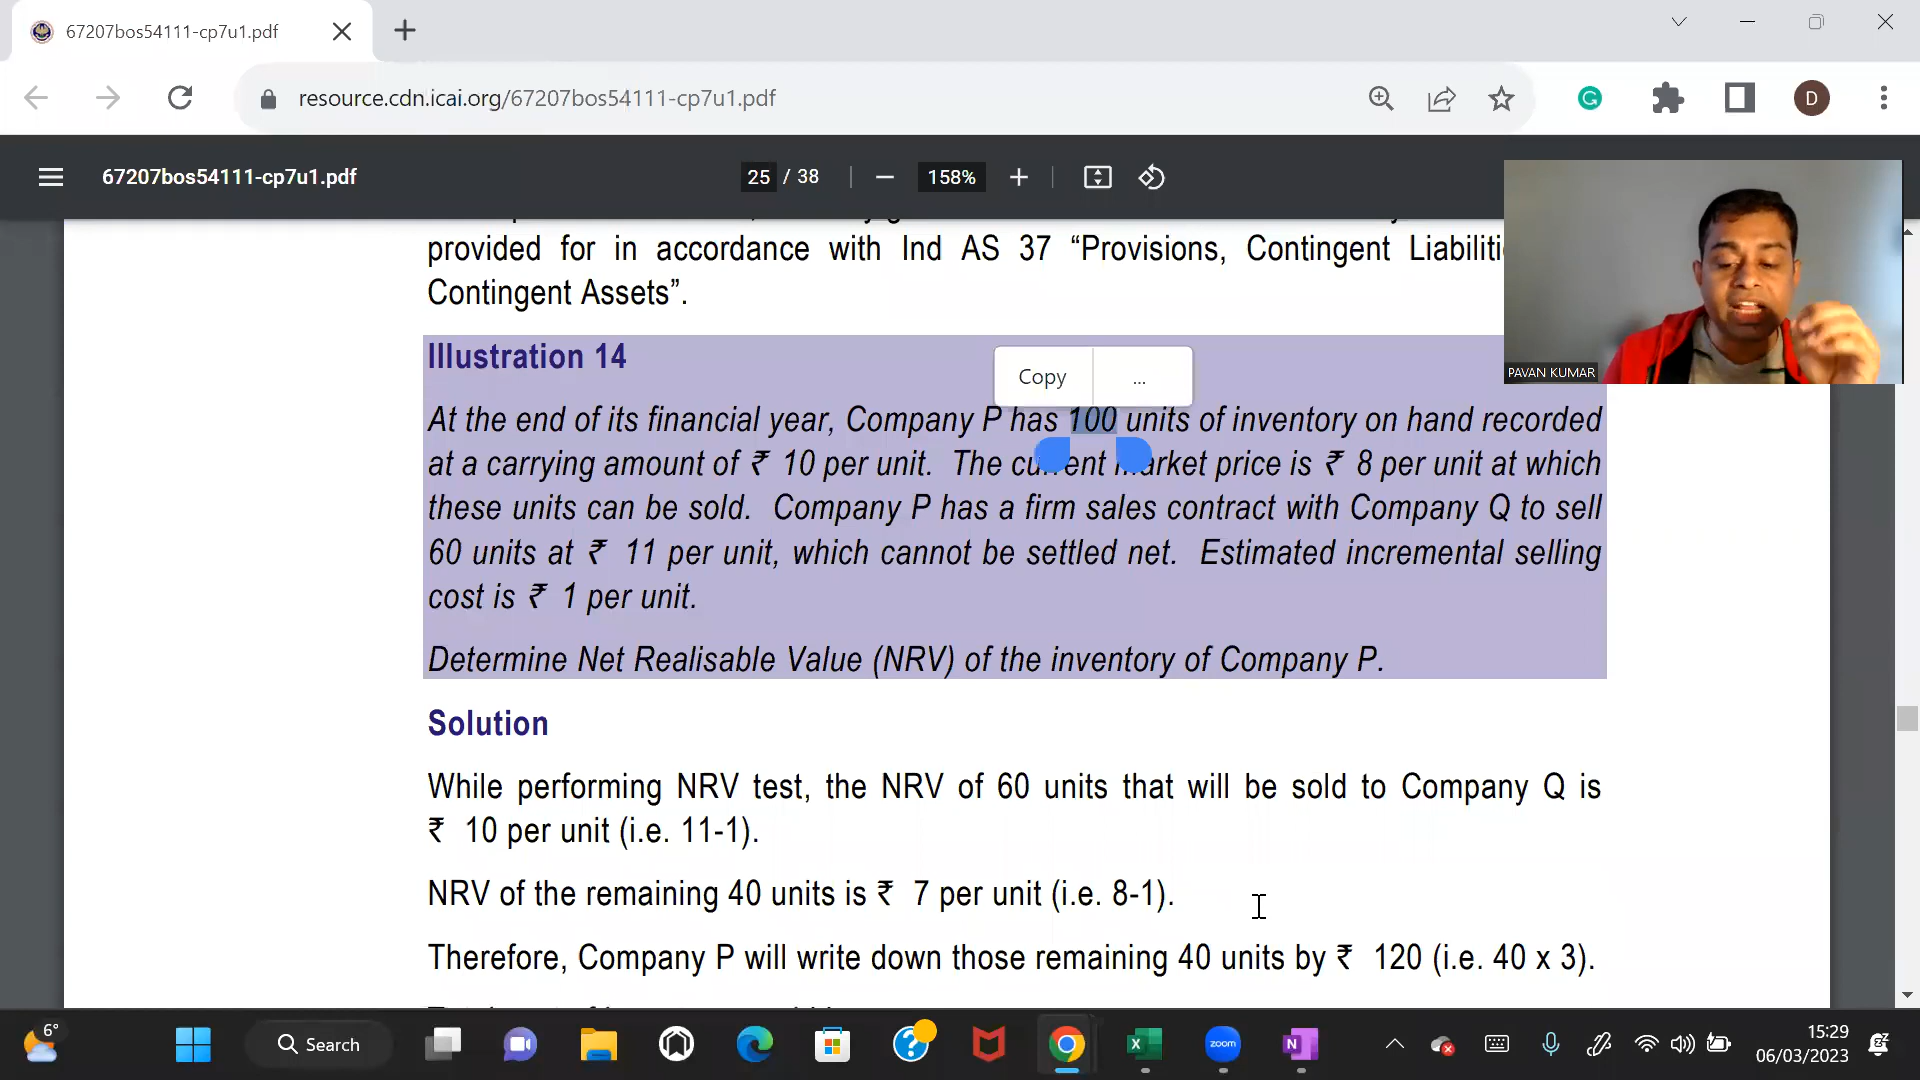 67207bos54111-cp7u1.pdf
resource.cdn.icai.org/67207bos54111-cp7u1.pdf
D
67207bos54111-cp7u1.pdf
25 / 38
158%
provided for in accordance with Ind AS 37 “Provisions, Contingent
Contingent Assets”.
Illustration 14
Copy
...
PAVAN KUMAR
At the end of its financial year, Company P has 100 units of inventory on hand recorded
at a carrying amount of ₹ 10 per unit. The current market price is ₹ 8 per unit at which
these units can be sold. Company P has a firm sales contract with Company Q to sell
60 units at ₹ 11 per unit, which cannot be settled net. Estimated incremental selling
cost is ₹ 1 per unit.
Determine Net Realisable Value (NRV) of the inventory of Company P.
Solution
While performing NRV test, the NRV of 60 units that will be sold to Company Q is
₹ 10 per unit (i.e. 11-1).
NRV of the remaining 40 units is ₹ 7 per unit (i.e. 8-1).
Therefore, Company P will write down those remaining 40 units by ₹ 120 (i.e. 40 x 3).
6°
Search
zoom
15:29
06/03/2023